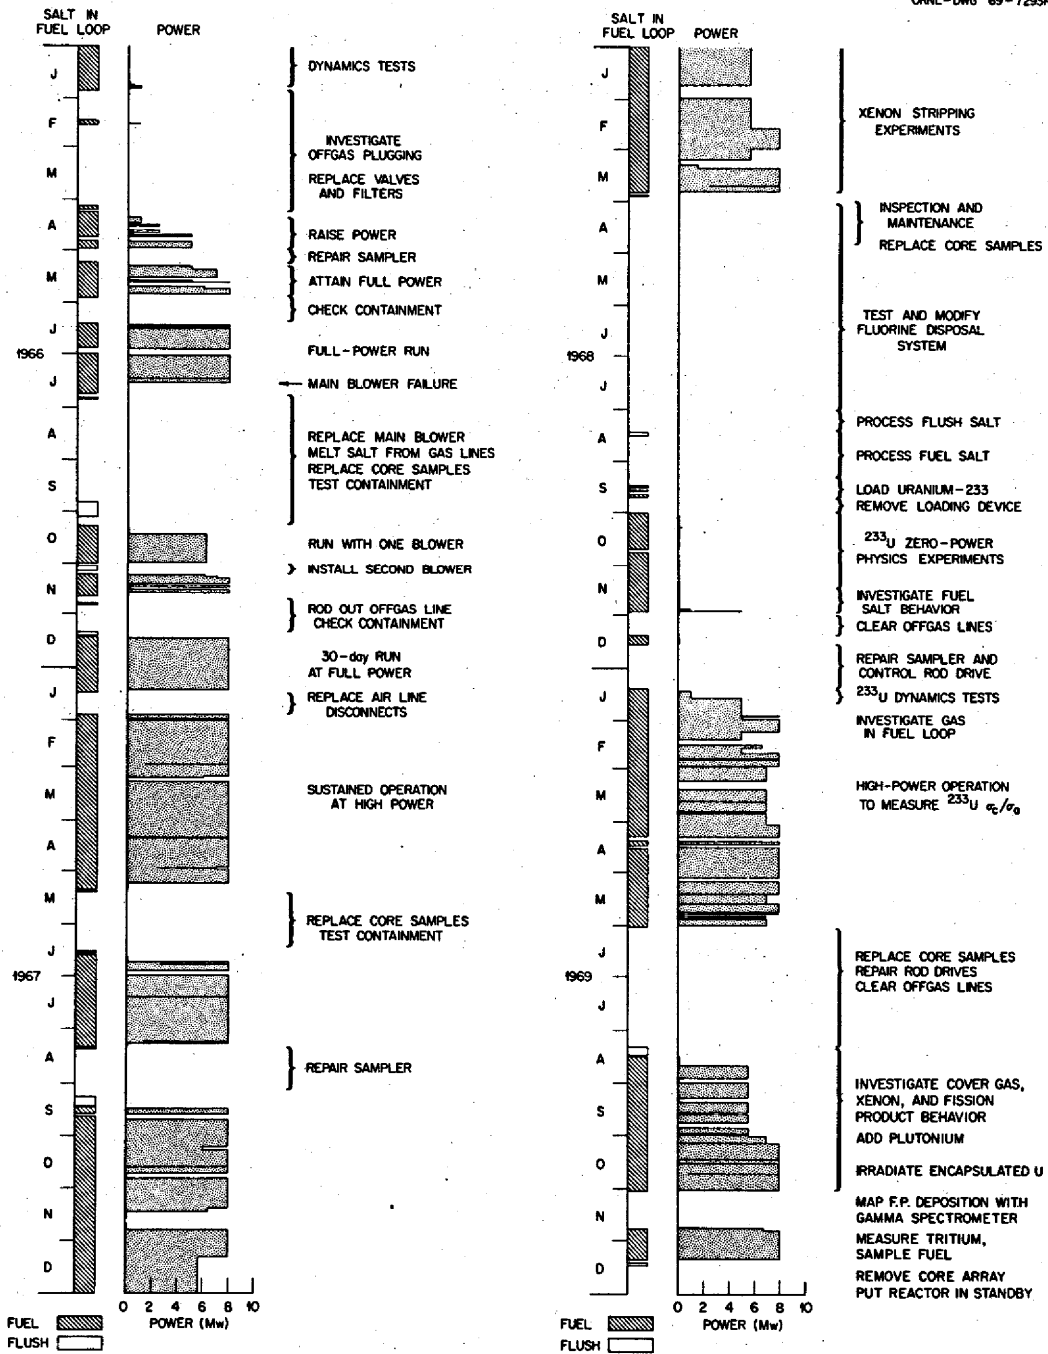 ORNL-DWG 69-7293R
SALT IN
FUEL LOOP
POWER
J
F
M
A
M
J
1966
J
A
S
O
N
D
J
F
M
A
M
J
1967
J
A
S
O
N
D
DYNAMICS TESTS
INVESTIGATE
OFFGAS PLUGGING
REPLACE VALVES
AND FILTERS
RAISE POWER
REPAIR SAMPLER
ATTAIN FULL POWER
CHECK CONTAINMENT
FULL-POWER RUN
MAIN BLOWER FAILURE
REPLACE MAIN BLOWER
MELT SALT FROM GAS LINES
REPLACE CORE SAMPLES
TEST CONTAINMENT
RUN WITH ONE BLOWER
INSTALL SECOND BLOWER
ROD OUT OFFGAS LINE
CHECK CONTAINMENT
30-day RUN
AT FULL POWER
REPLACE AIR LINE
DISCONNECTS
SUSTAINED OPERATION
AT HIGH POWER
REPLACE CORE SAMPLES
TEST CONTAINMENT
REPAIR SAMPLER
0 2 4 6 8 10
POWER (Mw)
FUEL
FLUSH
SALT IN
FUEL LOOP
POWER
J
F
M
A
M
J
1968
J
A
S
O
N
D
J
F
M
A
M
J
1969
J
A
S
O
N
D
XENON STRIPPING
EXPERIMENTS
INSPECTION AND
MAINTENANCE
REPLACE CORE SAMPLES
TEST AND MODIFY
FLUORINE DISPOSAL
SYSTEM
PROCESS FLUSH SALT
PROCESS FUEL SALT
LOAD URANIUM-233
REMOVE LOADING DEVICE
²³³U ZERO-POWER
PHYSICS EXPERIMENTS
INVESTIGATE FUEL
SALT BEHAVIOR
CLEAR OFFGAS LINES
REPAIR SAMPLER AND
CONTROL ROD DRIVE
²³³U DYNAMICS TESTS
INVESTIGATE GAS
IN FUEL LOOP
HIGH-POWER OPERATION
TO MEASURE ²³³U σc/σa
REPLACE CORE SAMPLES
REPAIR ROD DRIVES
CLEAR OFFGAS LINES
INVESTIGATE COVER GAS,
XENON, AND FISSION
PRODUCT BEHAVIOR
ADD PLUTONIUM
IRRADIATE ENCAPSULATED U
MAP F.P. DEPOSITION WITH
GAMMA SPECTROMETER
MEASURE TRITIUM,
SAMPLE FUEL
REMOVE CORE ARRAY
PUT REACTOR IN STANDBY
0 2 4 6 8 10
POWER (Mw)
FUEL
FLUSH